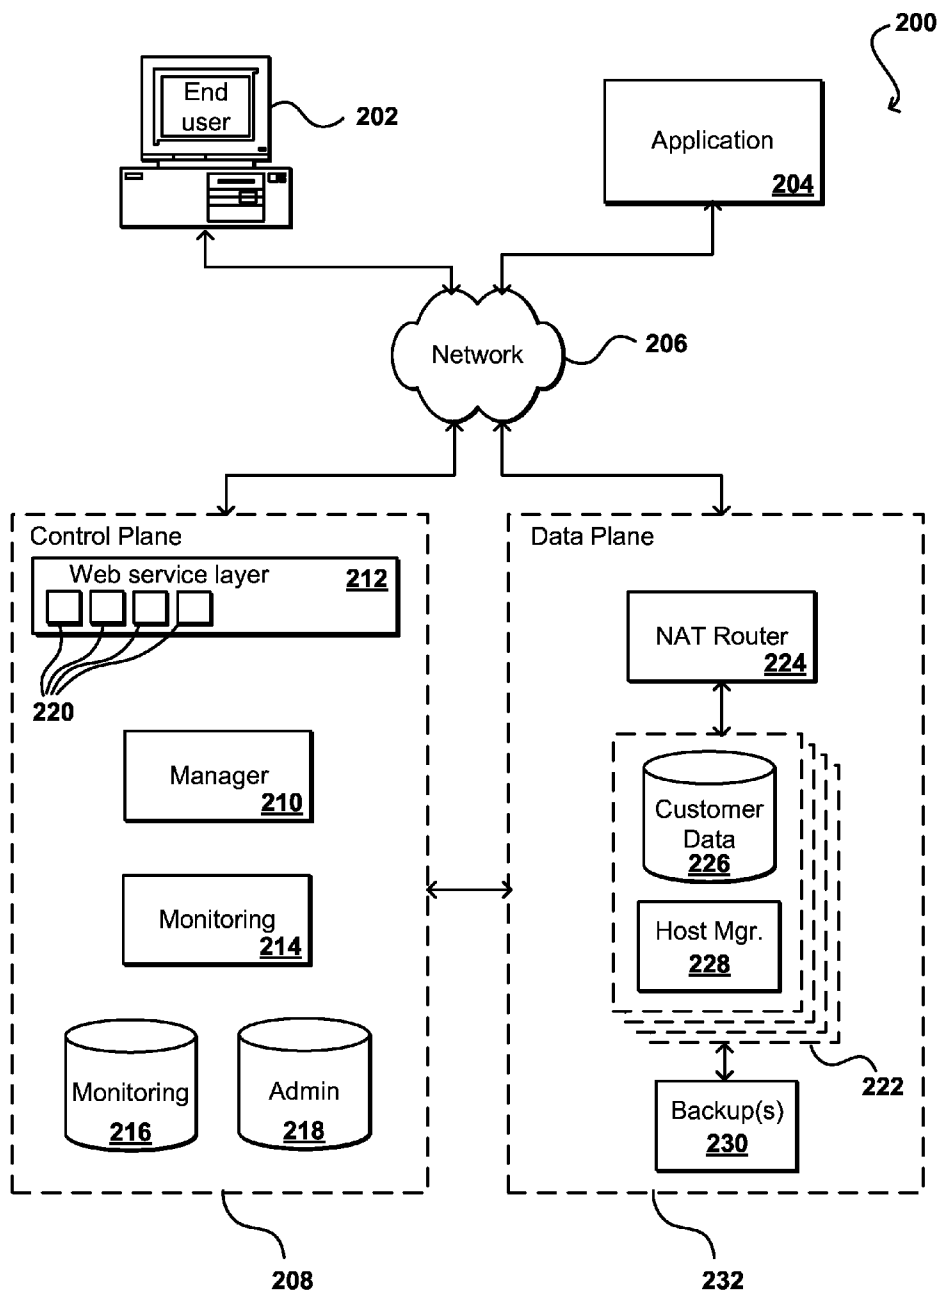 200
End
user
202
Application
204
Network
206
Control Plane
Web service layer
212
220
Manager
210
Monitoring
214
Monitoring
216
Admin
218
208
Data Plane
NAT Router
224
Customer
Data
226
Host Mgr.
228
222
Backup(s)
230
232